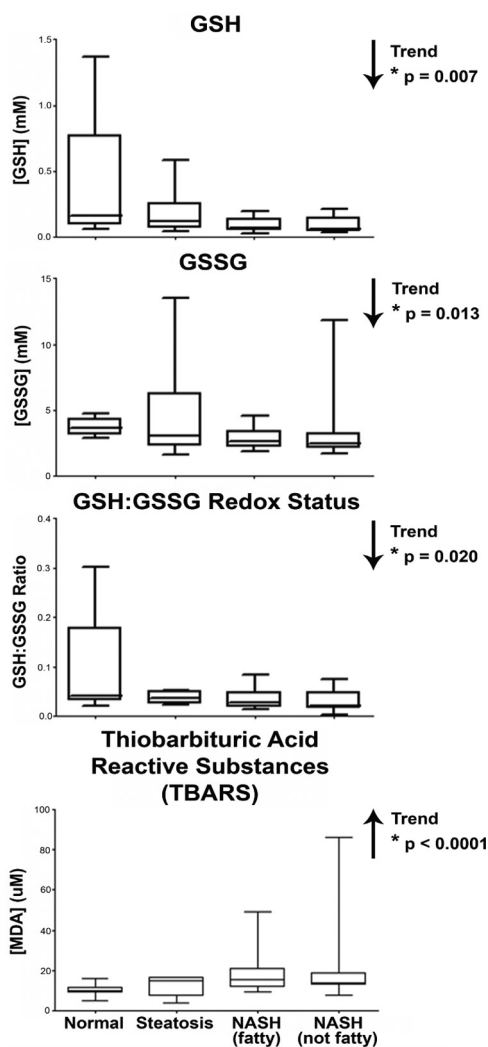 GSH
Trend
* p = 0.007
[GSH] (mM)
1.5
1.0
0.5
0.0
GSSG
Trend
* p = 0.013
[GSSG] (mM)
15
10
5
0
GSH:GSSG Redox Status
Trend
* p = 0.020
GSH:GSSG Ratio
0.4
0.3
0.2
0.1
0.0
Thiobarbituric Acid
Reactive Substances
(TBARS)
Trend
* p < 0.0001
[MDA] (uM)
100
80
60
40
20
0
Normal Steatosis NASH NASH
(fatty) (not fatty)